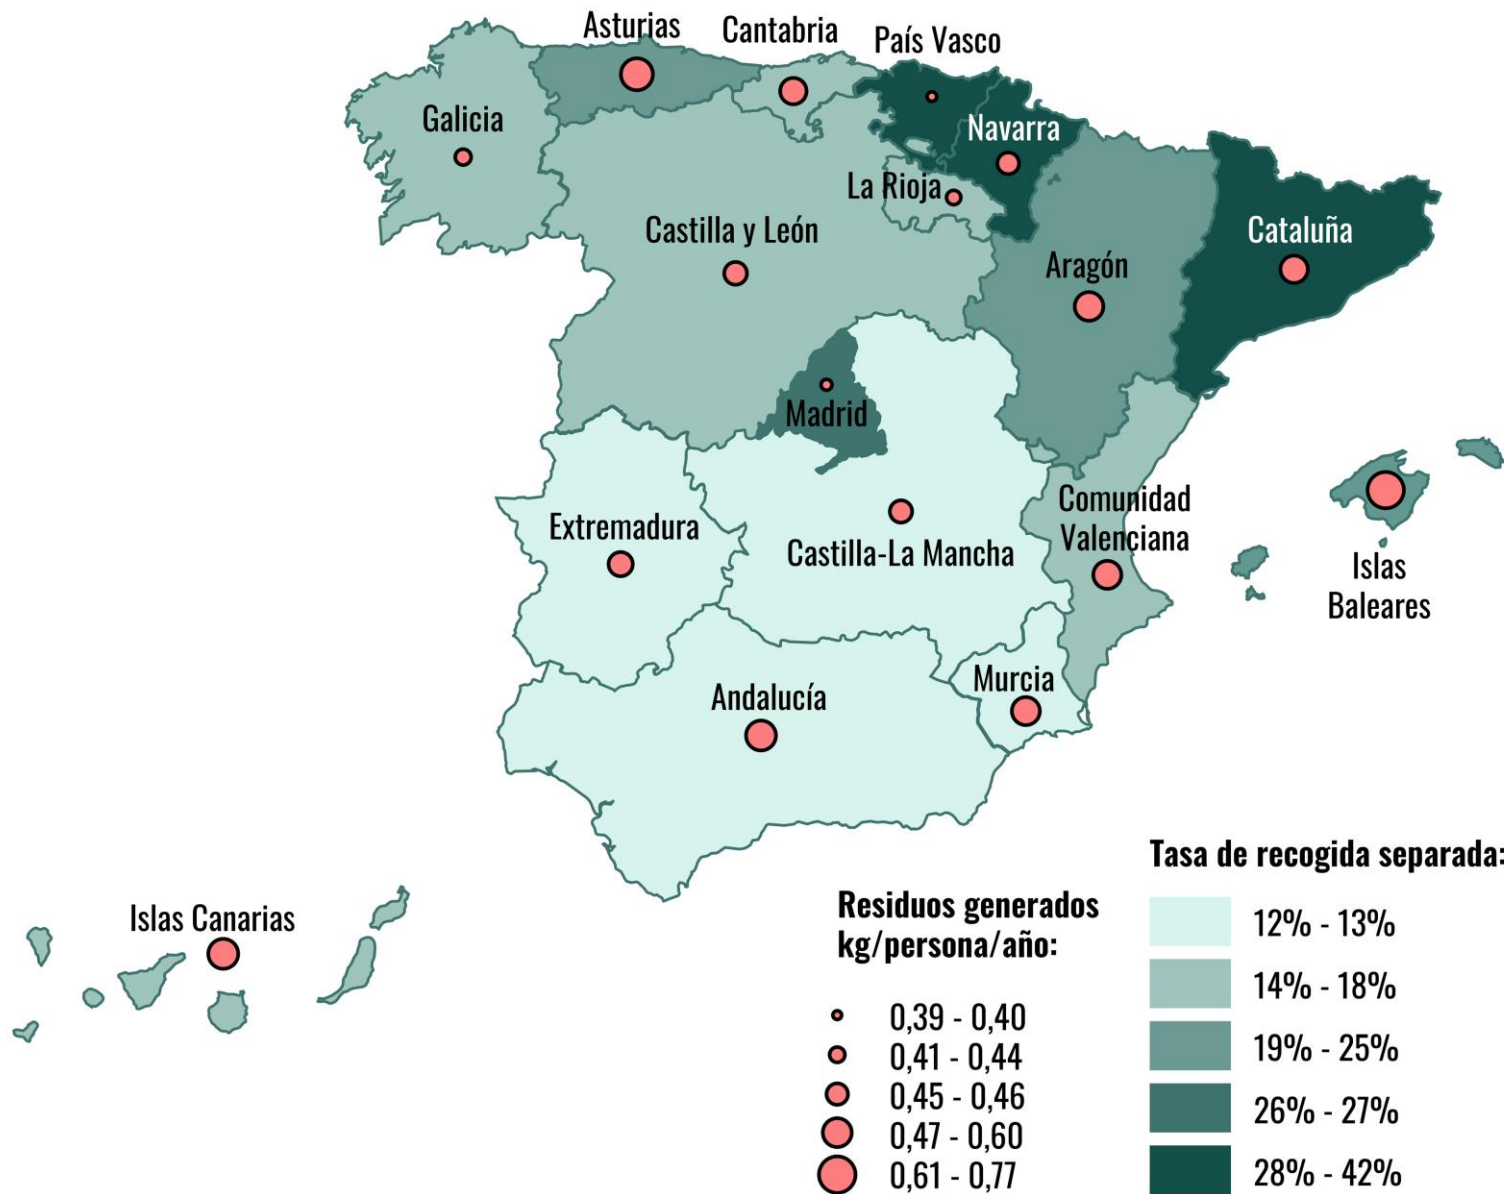 Asturias
Cantabria
País Vasco
Galicia
Navarra
La Rioja
Castilla y León
Cataluña
Aragón
Madrid
Comunidad
Valenciana
Extremadura
Castilla-La Mancha
Islas
Baleares
Murcia
Andalucía
Islas Canarias
Residuos generados
kg/persona/año:
0,39 - 0,40
0,41 - 0,44
0,45 - 0,46
0,47 - 0,60
0,61 - 0,77
Tasa de recogida separada:
12% - 13%
14% - 18%
19% - 25%
26% - 27%
28% - 42%